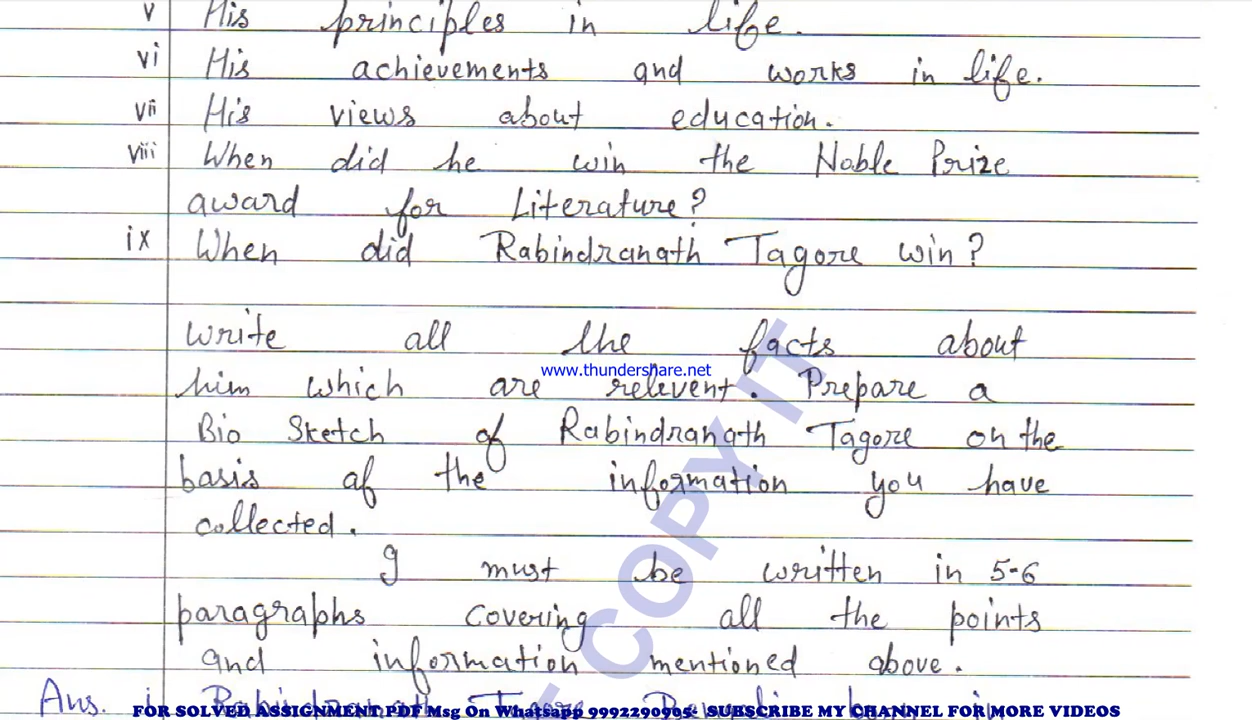 v His principles in life.
vi His achievements and works in life.
vii His views about education.
viii When did he win the Noble Prize
award for Literature?
ix When did Rabindranath Tagore win?
write all the facts about
www.thundershare.net
him which are relevent. Prepare a
Bio Sketch of Rabindranath Tagore on the
basis af the information you have
collected.
I must be written in 5-6
paragraphs covering all the points
and information mentioned above.
COPY IT
Ans. i Rabindranath Tagore
FOR SOLVED ASSIGNMENT PDF Msg On Whatsapp 9992290905- SUBSCRIBE MY CHANNEL FOR MORE VIDEOS